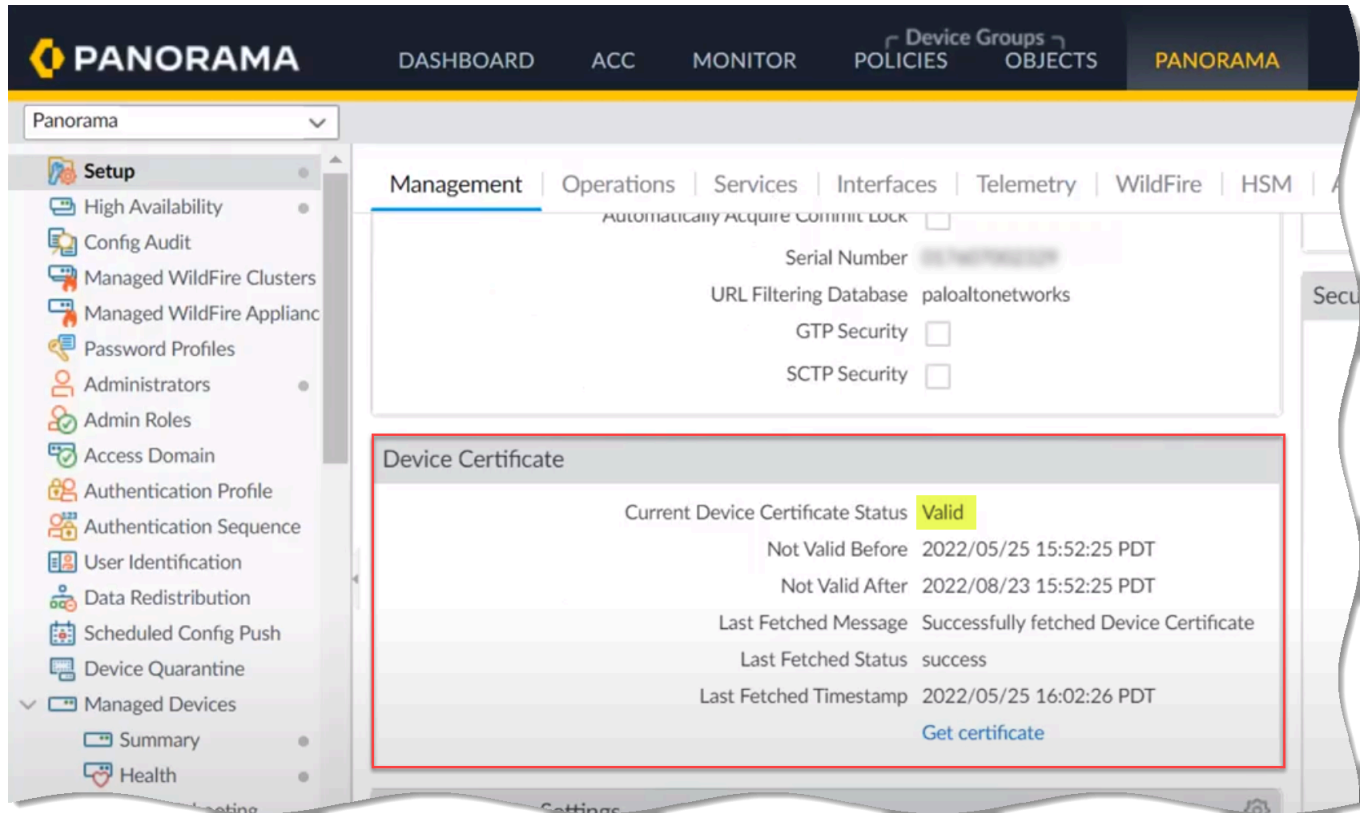 PANORAMA
DASHBOARD ACC MONITOR POLICIES OBJECTS PANORAMA
Device Groups
Panorama
Setup
High Availability
Config Audit
Managed WildFire Clusters
Managed WildFire Applianc
Password Profiles
Administrators
Admin Roles
Access Domain
Authentication Profile
Authentication Sequence
User Identification
Data Redistribution
Scheduled Config Push
Device Quarantine
Managed Devices
Summary
Health
Management | Operations | Services | Interfaces | Telemetry | WildFire | HSM
Automatically Acquire Commit Lock
Serial Number
URL Filtering Database paloaltonetworks
GTP Security
SCTP Security
Secu
Device Certificate
Current Device Certificate Status Valid
Not Valid Before 2022/05/25 15:52:25 PDT
Not Valid After 2022/08/23 15:52:25 PDT
Last Fetched Message Successfully fetched Device Certificate
Last Fetched Status success
Last Fetched Timestamp 2022/05/25 16:02:26 PDT
Get certificate
Settings